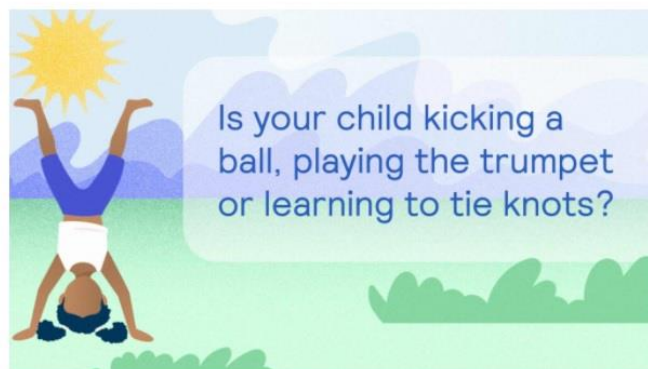 Is your child kicking a
ball, playing the trumpet
or learning to tie knots?